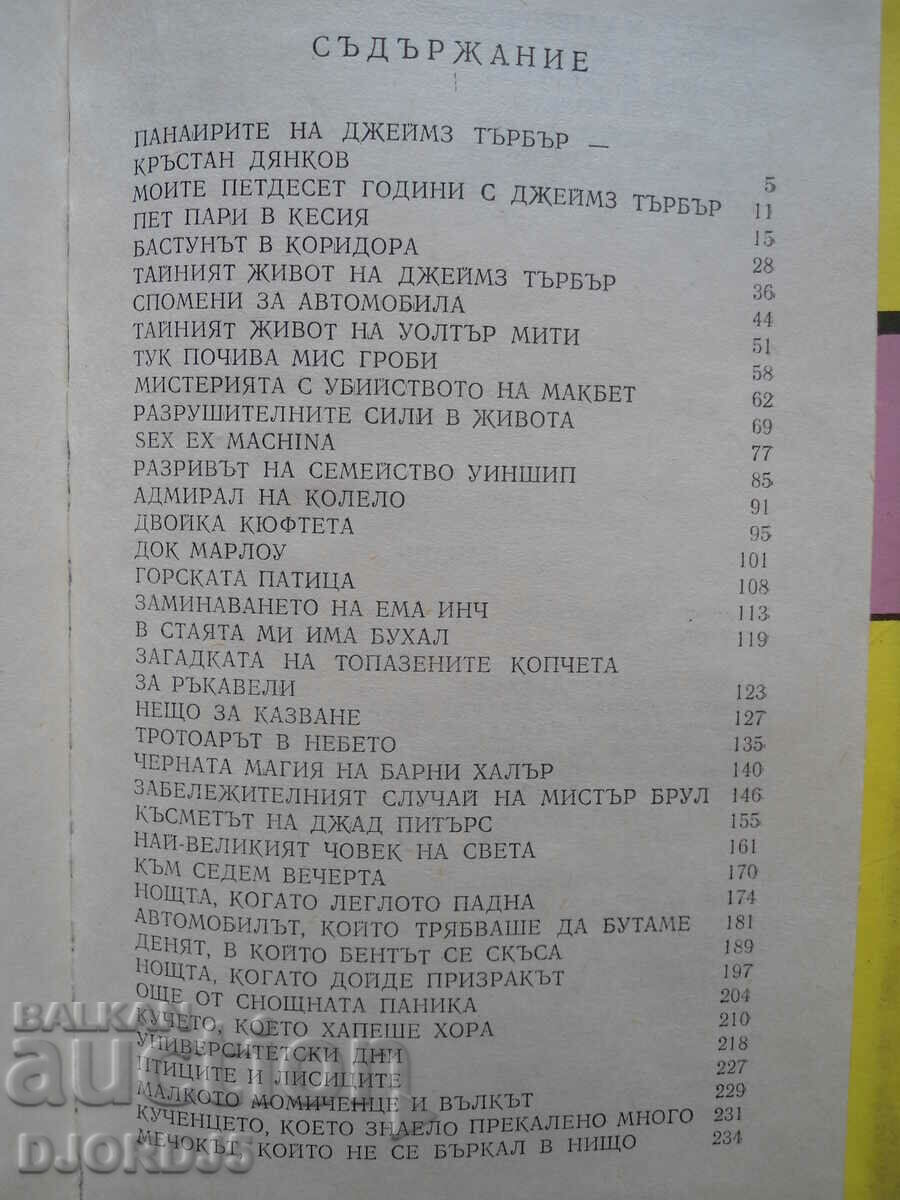 СЪДЪРЖАНИЕ
ПАНАИРИТЕ НА ДЖЕЙМЗ ТЪРБЪР —
КРЪСТАН ДЯНКОВ 5
МОИТЕ ПЕТДЕСЕТ ГОДИНИ С ДЖЕЙМЗ ТЪРБЪР 11
ПЕТ ПАРИ В КЕСИЯ 15
БАСТУНЪТ В КОРИДОРА 28
ТАЙНИЯТ ЖИВОТ НА ДЖЕЙМЗ ТЪРБЪР 36
СПОМЕНИ ЗА АВТОМОБИЛА 44
ТАЙНИЯТ ЖИВОТ НА УОЛТЪР МИТИ 51
ТУК ПОЧИВА МИС ГРОБИ 58
МИСТЕРИЯТА С УБИЙСТВОТО НА МАКБЕТ 62
РАЗРУШИТЕЛНИТЕ СИЛИ В ЖИВОТА 69
SEX EX MACHINA 77
РАЗРИВЪТ НА СЕМЕЙСТВО УИНШИП 85
АДМИРАЛ НА КОЛЕЛО 91
ДВОЙКА КЮФТЕТА 95
ДОК МАРЛОУ 101
ГОРСКАТА ПАТИЦА 108
ЗАМИНАВАНЕТО НА ЕМА ИНЧ 113
В СТАЯТА МИ ИМА БУХАЛ 119
ЗАГАДКАТА НА ТОПАЗЕНИТЕ КОПЧЕТА
ЗА РЪКАВЕЛИ 123
НЕЩО ЗА КАЗВАНЕ 127
ТРОТОАРЪТ В НЕБЕТО 135
ЧЕРНАТА МАГИЯ НА БАРНИ ХАЛЪР 140
ЗАБЕЛЕЖИТЕЛНИЯТ СЛУЧАЙ НА МИСТЪР БРУЛ 146
КЪСМЕТЪТ НА ДЖАД ПИТЪРС 155
НАЙ-ВЕЛИКИЯТ ЧОВЕК НА СВЕТА 161
КЪМ СЕДЕМ ВЕЧЕРТА 170
НОЩТА, КОГАТО ЛЕГЛОТО ПАДНА 174
АВТОМОБИЛЪТ, КОЙТО ТРЯБВАШЕ ДА БУТАМЕ 181
ДЕНЯТ, В КОЙТО БЕНТЪТ СЕ СКЪСА 189
НОЩТА, КОГАТО ДОЙДЕ ПРИЗРАКЪТ 197
ОЩЕ ОТ СНОЩНАТА ПАНИКА 204
КУЧЕТО, КОЕТО ХАПЕШЕ ХОРА 210
УНИВЕРСИТЕТСКИ ДНИ 218
ПТИЦИТЕ И ЛИСИЦИТЕ 227
МАЛКОТО МОМИЧЕНЦЕ И ВЪЛКЪТ 229
КУЧЕНЦЕТО, КОЕТО ЗНАЕЛО ПРЕКАЛЕНО МНОГО 231
МЕЧОКЪТ, КОЙТО НЕ СЕ БЪРКАЛ В НИЩО 234
BALKAN
auction
DJORDJ5